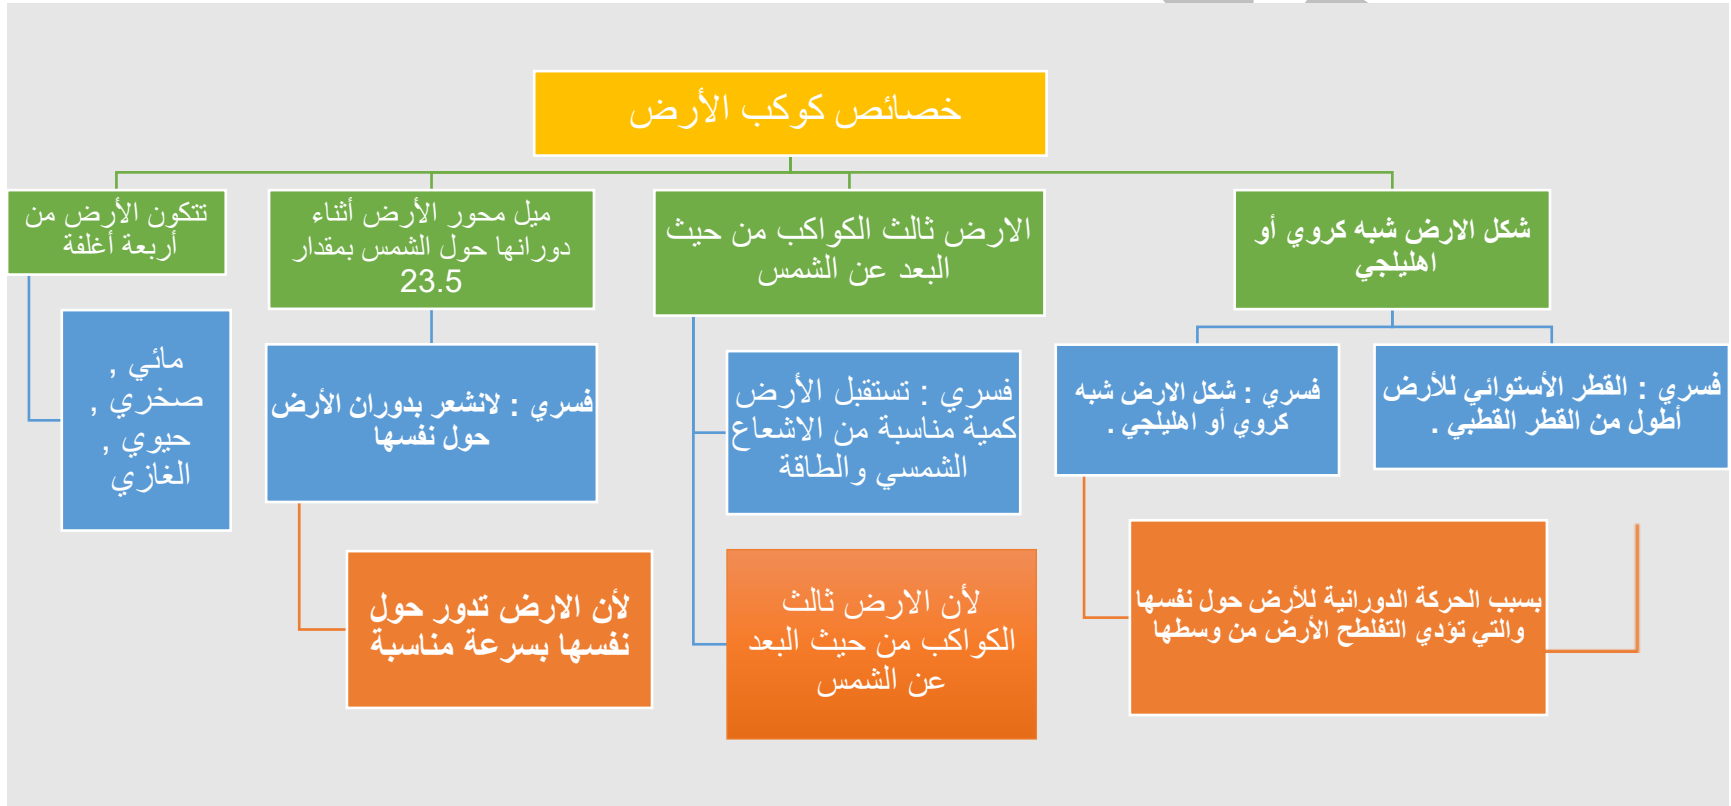 خصائص كوكب الأرض
شكل الارض شبه كروي أو
اهليلجي
الارض ثالث الكواكب من حيث
البعد عن الشمس
ميل محور الأرض أثناء
دورانها حول الشمس بمقدار
23.5
تتكون الأرض من
أربعة أغلفة
فسري : القطر الأستوائي للأرض
أطول من القطر القطبي .
فسري : شكل الارض شبه
كروي أو اهليلجي .
بسبب الحركة الدورانية للأرض حول نفسها
والتي تؤدي التفلطح الأرض من وسطها
فسري : تستقبل الأرض
كمية مناسبة من الاشعاع
الشمسي والطاقة
لأن الارض ثالث
الكواكب من حيث البعد
عن الشمس
فسري : لانشعر بدوران الأرض
حول نفسها
لأن الارض تدور حول
نفسها بسرعة مناسبة
مائي ,
صخري ,
حيوي ,
الغازي